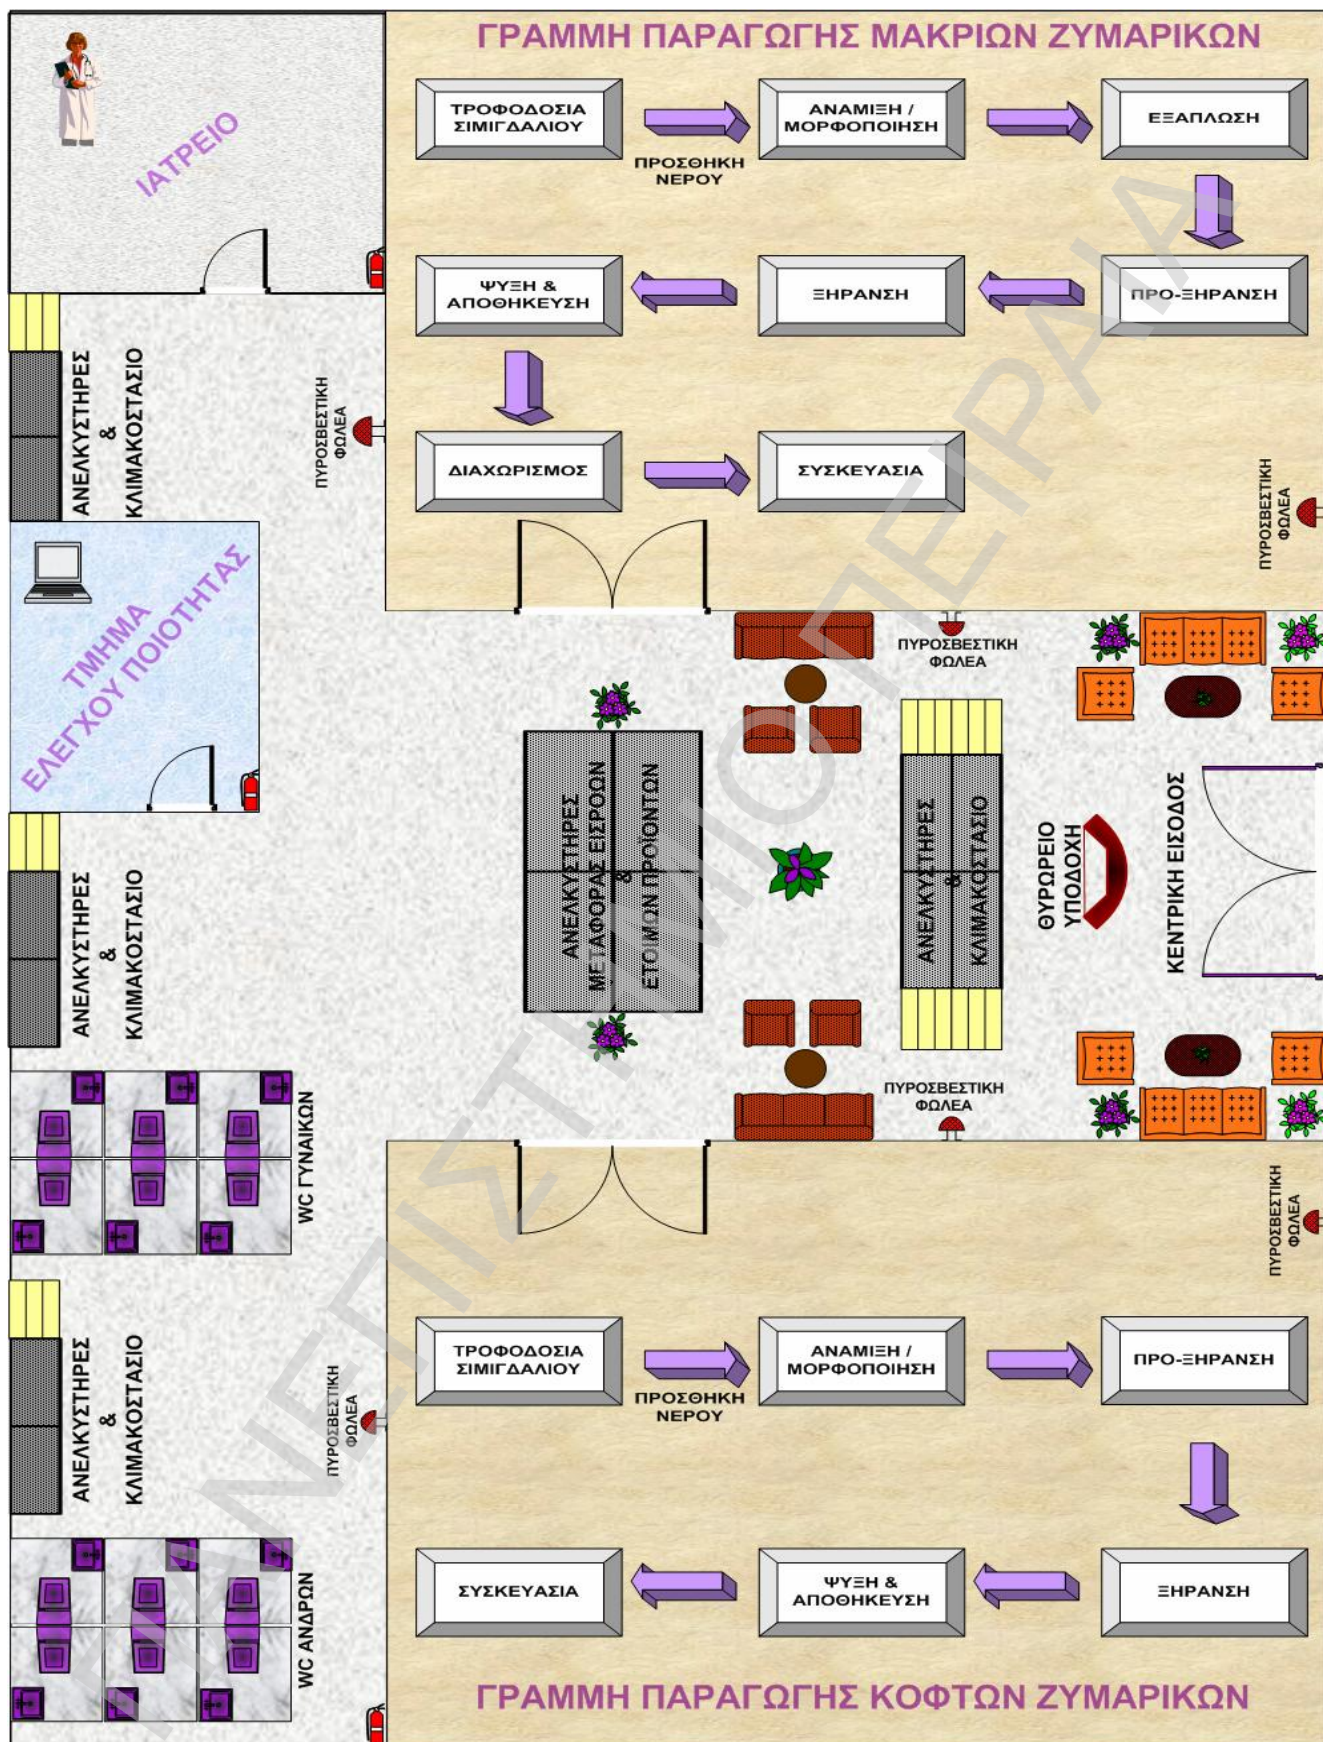 ΓΡΑΜΜΗ ΠΑΡΑΓΩΓΗΣ ΜΑΚΡΙΩΝ ΖΥΜΑΡΙΚΩΝ
ΙΑΤΡΕΙΟ
ΤΡΟΦΟΔΟΣΙΑ
ΣΙΜΙΓΔΑΛΙΟΥ
ΠΡΟΣΘΗΚΗ
ΝΕΡΟΥ
ΑΝΑΜΙΞΗ /
ΜΟΡΦΟΠΟΙΗΣΗ
ΕΞΑΠΛΩΣΗ
ΨΥΞΗ &
ΑΠΟΘΗΚΕΥΣΗ
ΞΗΡΑΝΣΗ
ΠΡΟ-ΞΗΡΑΝΣΗ
ΔΙΑΧΩΡΙΣΜΟΣ
ΣΥΣΚΕΥΑΣΙΑ
ΑΝΕΛΚΥΣΤΗΡΕΣ
&
ΚΛΙΜΑΚΟΣΤΑΣΙΟ
ΠΥΡΟΣΒΕΣΤΙΚΗ
ΦΩΛΕΑ
ΠΥΡΟΣΒΕΣΤΙΚΗ
ΦΩΛΕΑ
ΤΜΗΜΑ
ΕΛΕΓΧΟΥ ΠΟΙΟΤΗΤΑΣ
ΠΥΡΟΣΒΕΣΤΙΚΗ
ΦΩΛΕΑ
ΑΝΕΛΚΥΣΤΗΡΕΣ
&
ΚΛΙΜΑΚΟΣΤΑΣΙΟ
ΑΝΕΛΚΥΣΤΗΡΕΣ
ΜΕΤΑΦΟΡΑΣ ΕΙΣΡΟΩΝ
&
ΕΤΟΙΜΩΝ ΠΡΟΪΟΝΤΩΝ
ΑΝΕΛΚΥΣΤΗΡΕΣ
&
ΚΛΙΜΑΚΟΣΤΑΣΙΟ
ΘΥΡΩΡΕΙΟ
ΥΠΟΔΟΧΗ
ΚΕΝΤΡΙΚΗ ΕΙΣΟΔΟΣ
ΠΥΡΟΣΒΕΣΤΙΚΗ
ΦΩΛΕΑ
WC ΓΥΝΑΙΚΩΝ
ΠΥΡΟΣΒΕΣΤΙΚΗ
ΦΩΛΕΑ
ΑΝΕΛΚΥΣΤΗΡΕΣ
&
ΚΛΙΜΑΚΟΣΤΑΣΙΟ
ΠΥΡΟΣΒΕΣΤΙΚΗ
ΦΩΛΕΑ
ΤΡΟΦΟΔΟΣΙΑ
ΣΙΜΙΓΔΑΛΙΟΥ
ΠΡΟΣΘΗΚΗ
ΝΕΡΟΥ
ΑΝΑΜΙΞΗ /
ΜΟΡΦΟΠΟΙΗΣΗ
ΠΡΟ-ΞΗΡΑΝΣΗ
WC ΑΝΔΡΩΝ
ΣΥΣΚΕΥΑΣΙΑ
ΨΥΞΗ &
ΑΠΟΘΗΚΕΥΣΗ
ΞΗΡΑΝΣΗ
ΓΡΑΜΜΗ ΠΑΡΑΓΩΓΗΣ ΚΟΦΤΩΝ ΖΥΜΑΡΙΚΩΝ
ΠΑΝΕΠΙΣΤΗΜΙΟ ΠΕΙΡΑΙΑ